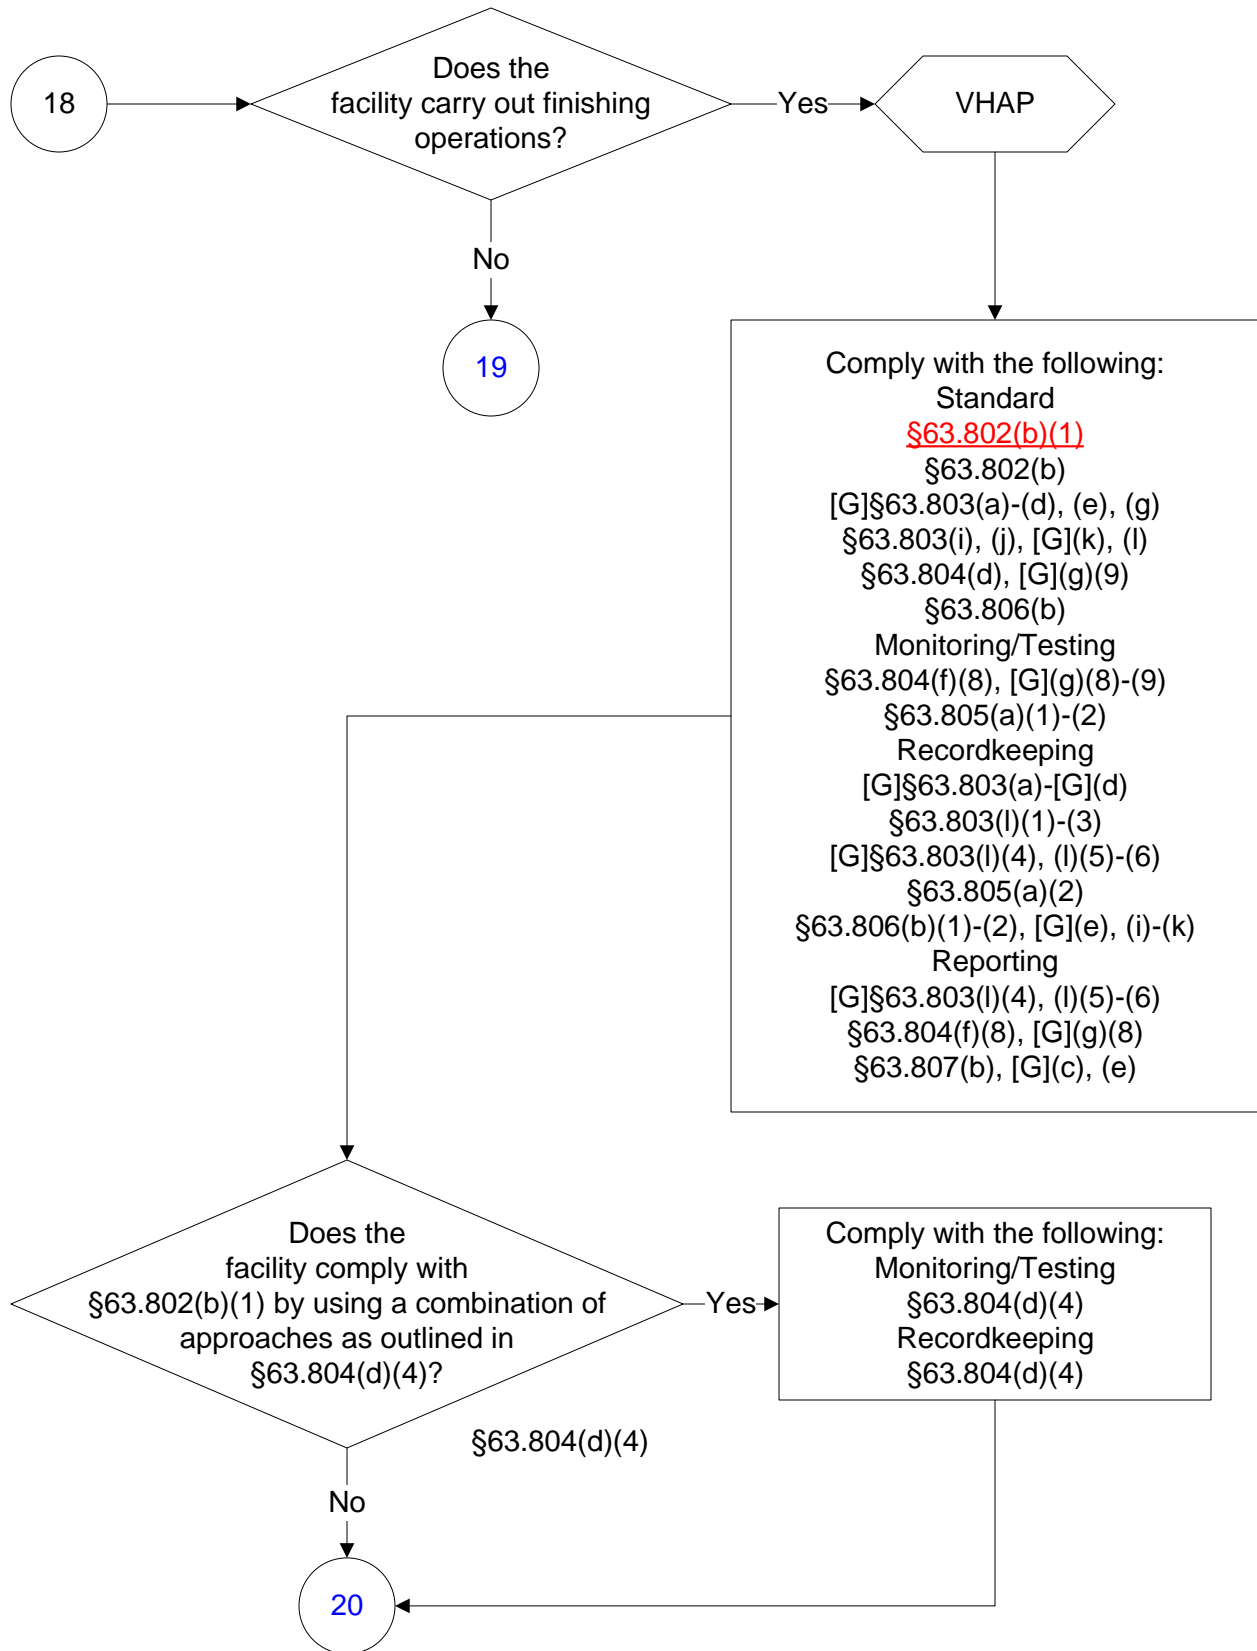 18
Does the
facility carry out finishing
operations?
Yes
VHAP
No
19
Comply with the following:
Standard
§63.802(b)(1)
§63.802(b)
[G]§63.803(a)-(d), (e), (g)
§63.803(i), (j), [G](k), (l)
§63.804(d), [G](g)(9)
§63.806(b)
Monitoring/Testing
§63.804(f)(8), [G](g)(8)-(9)
§63.805(a)(1)-(2)
Recordkeeping
[G]§63.803(a)-[G](d)
§63.803(l)(1)-(3)
[G]§63.803(l)(4), (l)(5)-(6)
§63.805(a)(2)
§63.806(b)(1)-(2), [G](e), (i)-(k)
Reporting
[G]§63.803(l)(4), (l)(5)-(6)
§63.804(f)(8), [G](g)(8)
§63.807(b), [G](c), (e)
Does the
facility comply with
§63.802(b)(1) by using a combination of
approaches as outlined in
§63.804(d)(4)?
Yes
Comply with the following:
Monitoring/Testing
§63.804(d)(4)
Recordkeeping
§63.804(d)(4)
§63.804(d)(4)
No
20